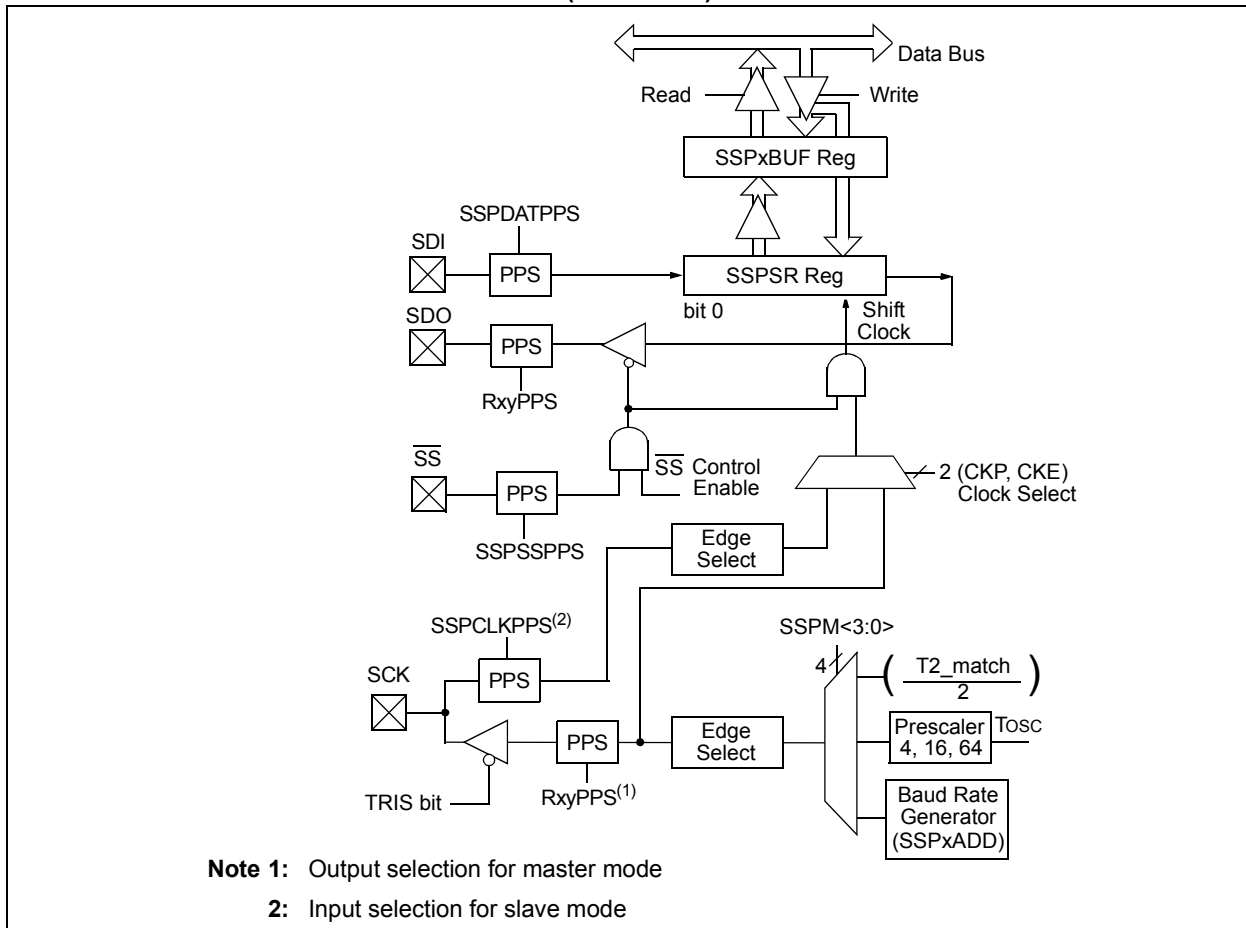 Data Bus
Read
Write
SSPxBUF Reg
SSPDATPPS
SDI
PPS
SSPSR Reg
bit 0
Shift
Clock
SDO
PPS
RxyPPS
SS
PPS
SS Control
Enable
2 (CKP, CKE)
Clock Select
SSPSSPPS
Edge
Select
SSPCLKPPS(2)
SSPM<3:0>
4
SCK
PPS
( T2_match
2 )
PPS
Edge
Select
Prescaler
4, 16, 64
TOSC
TRIS bit
RxyPPS(1)
Baud Rate
Generator
(SSPxADD)
Note 1: Output selection for master mode
2: Input selection for slave mode